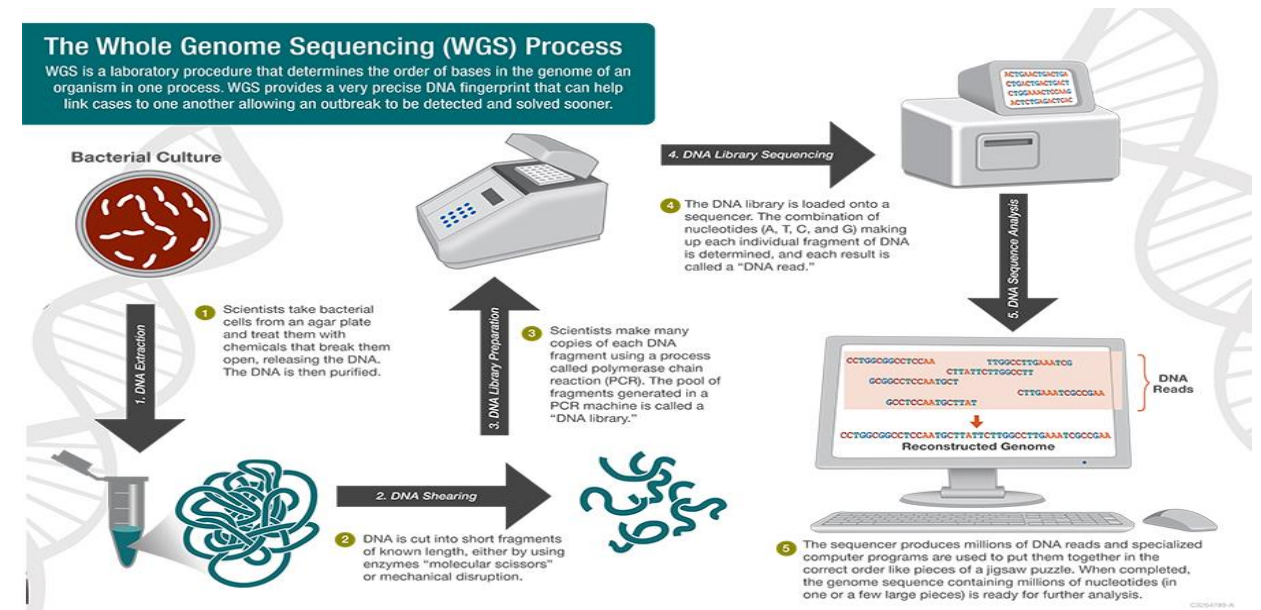 The Whole Genome Sequencing (WGS) Process
WGS is a laboratory procedure that determines the order of bases in the genome of an
organism in one process. WGS provides a very precise DNA fingerprint that can help
link cases to one another allowing an outbreak to be detected and solved sooner.
Bacterial Culture
1. DNA Extraction
1 Scientists take bacterial
cells from an agar plate
and treat them with
chemicals that break them
open, releasing the DNA.
The DNA is then purified.
2. DNA Shearing
2 DNA is cut into short fragments
of known length, either by using
enzymes “molecular scissors”
or mechanical disruption.
3. DNA Library Preparation
3 Scientists make many
copies of each DNA
fragment using a process
called polymerase chain
reaction (PCR). The pool of
fragments generated in a
PCR machine is called a
“DNA library.”
4. DNA Library Sequencing
4 The DNA library is loaded onto a
sequencer. The combination of
nucleotides (A, T, C, and G) making
up each individual fragment of DNA
is determined, and each result is
called a “DNA read.”
ACTGAACTGACTGA
CTGACTGACTGACT
CTGGAAACTCCAAG
ACTCTGAGACTGAC
5. DNA Sequence Analysis
CCTGGCGGCCTCCAA TTGGCCTTGAAATCG
CTTATTCTTGGCCTT
GCGGCCTCCAATGCT
CTTGAAATCGCCGAA
GCCTCCAATGCTTAT
DNA
Reads
CCTGGCGGCCTCCAATGCTTATTCTTGGCCTTGAAATCGCCGAA
Reconstructed Genome
5 The sequencer produces millions of DNA reads and specialized
computer programs are used to put them together in the
correct order like pieces of a jigsaw puzzle. When completed,
the genome sequence containing millions of nucleotides (in
one or a few large pieces) is ready for further analysis.